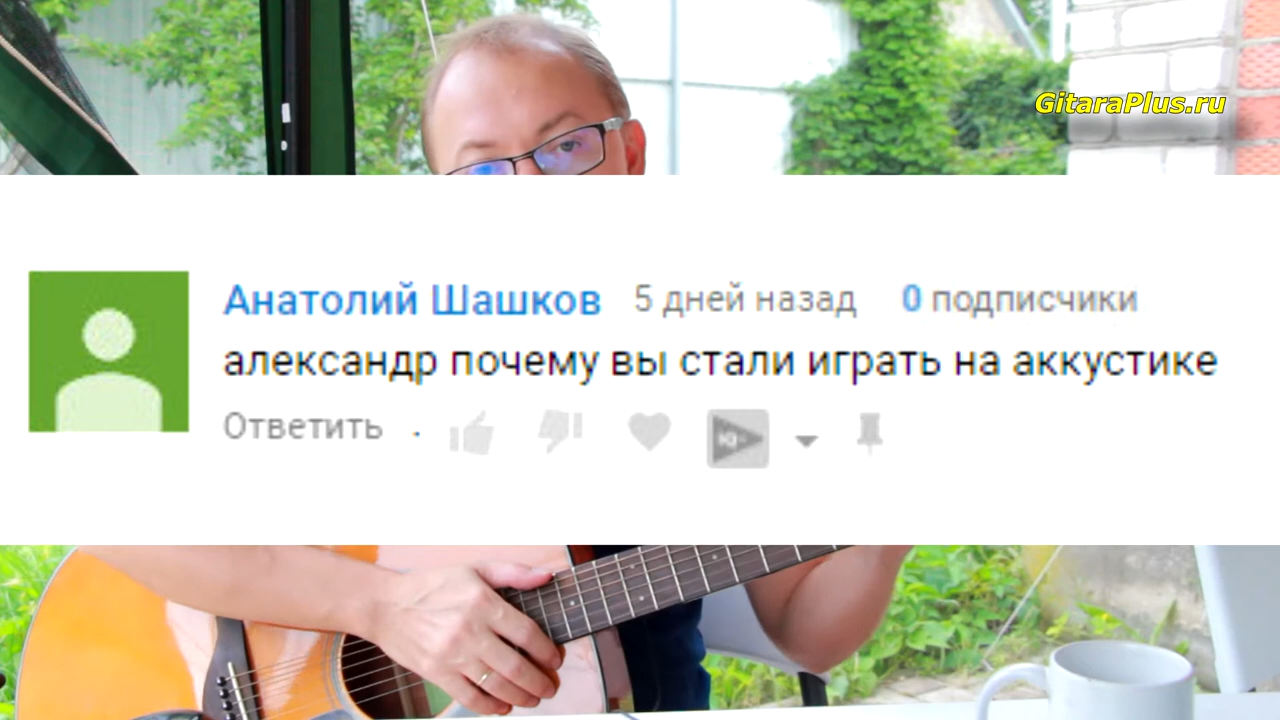 GitaraPlus.ru
Анатолий Шашков 5 дней назад 0 подписчики
александр почему вы стали играть на аккустике
Ответить